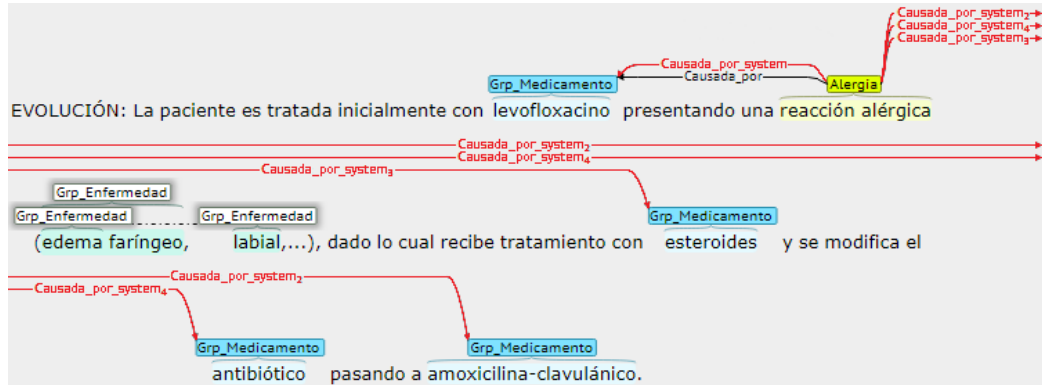 Causada_por_system₂
Causada_por_system₄
Causada_por_system₃
Causada_por_system
Causada_por
Grp_Medicamento Alergia
EVOLUCIÓN: La paciente es tratada inicialmente con levofloxacino presentando una reacción alérgica
Causada_por_system₂
Causada_por_system₄
Causada_por_system₃
Grp_Enfermedad
Grp_Enfermedad Grp_Enfermedad Grp_Medicamento
(edema faríngeo, labial,...), dado lo cual recibe tratamiento con esteroides y se modifica el
Causada_por_system₂
Causada_por_system₄
Grp_Medicamento Grp_Medicamento
antibiótico pasando a amoxicilina-clavulánico.